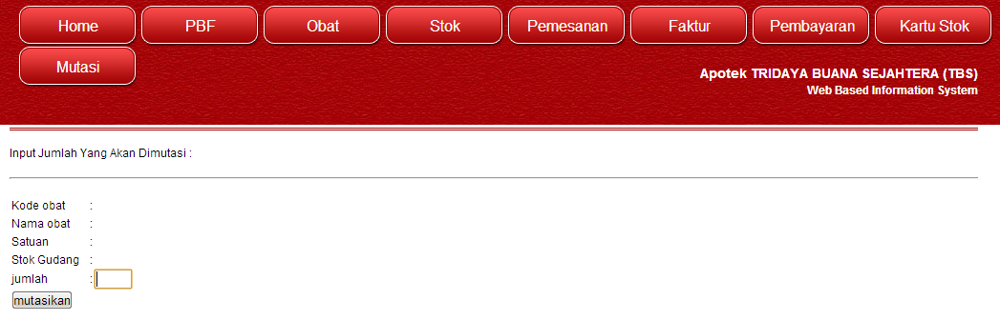 Home PBF Obat Stok Pemesanan Faktur Pembayaran Kartu Stok
Mutasi
Apotek TRIDAYA BUANA SEJAHTERA (TBS)
Web Based Information System
Input Jumlah Yang Akan Dimutasi :
Kode obat :
Nama obat :
Satuan :
Stok Gudang :
jumlah :
mutasikan